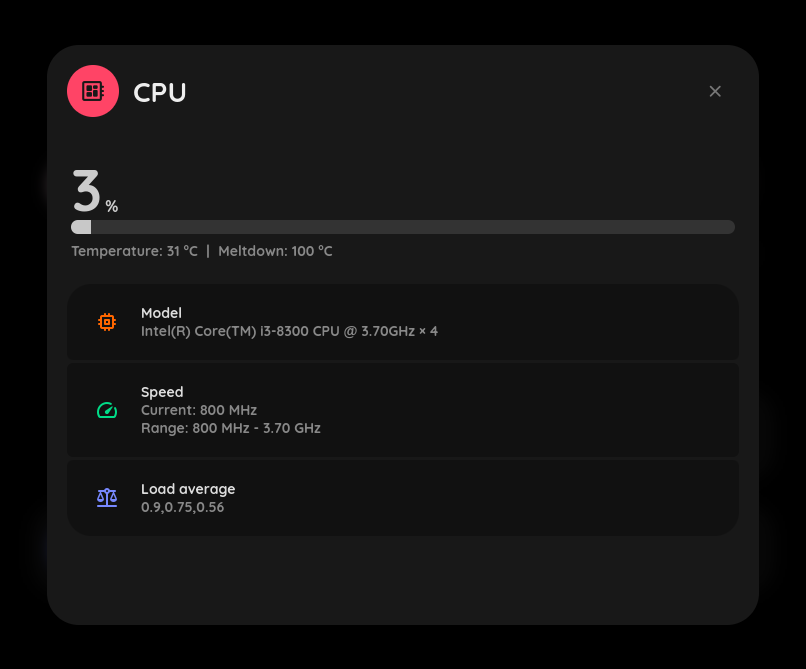 CPU
3 %
Temperature: 31 °C | Meltdown: 100 °C
Model
Intel(R) Core(TM) i3-8300 CPU @ 3.70GHz × 4
Speed
Current: 800 MHz
Range: 800 MHz - 3.70 GHz
Load average
0.9,0.75,0.56